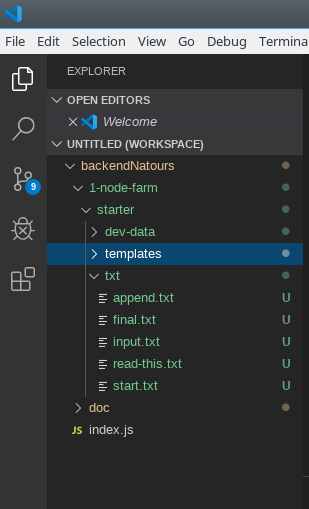 File Edit Selection View Go Debug Termina
EXPLORER
OPEN EDITORS
Welcome
UNTITLED (WORKSPACE)
backendNatours
1-node-farm
starter
dev-data
templates
txt
append.txt U
final.txt U
input.txt U
read-this.txt U
start.txt U
doc
JS index.js
9